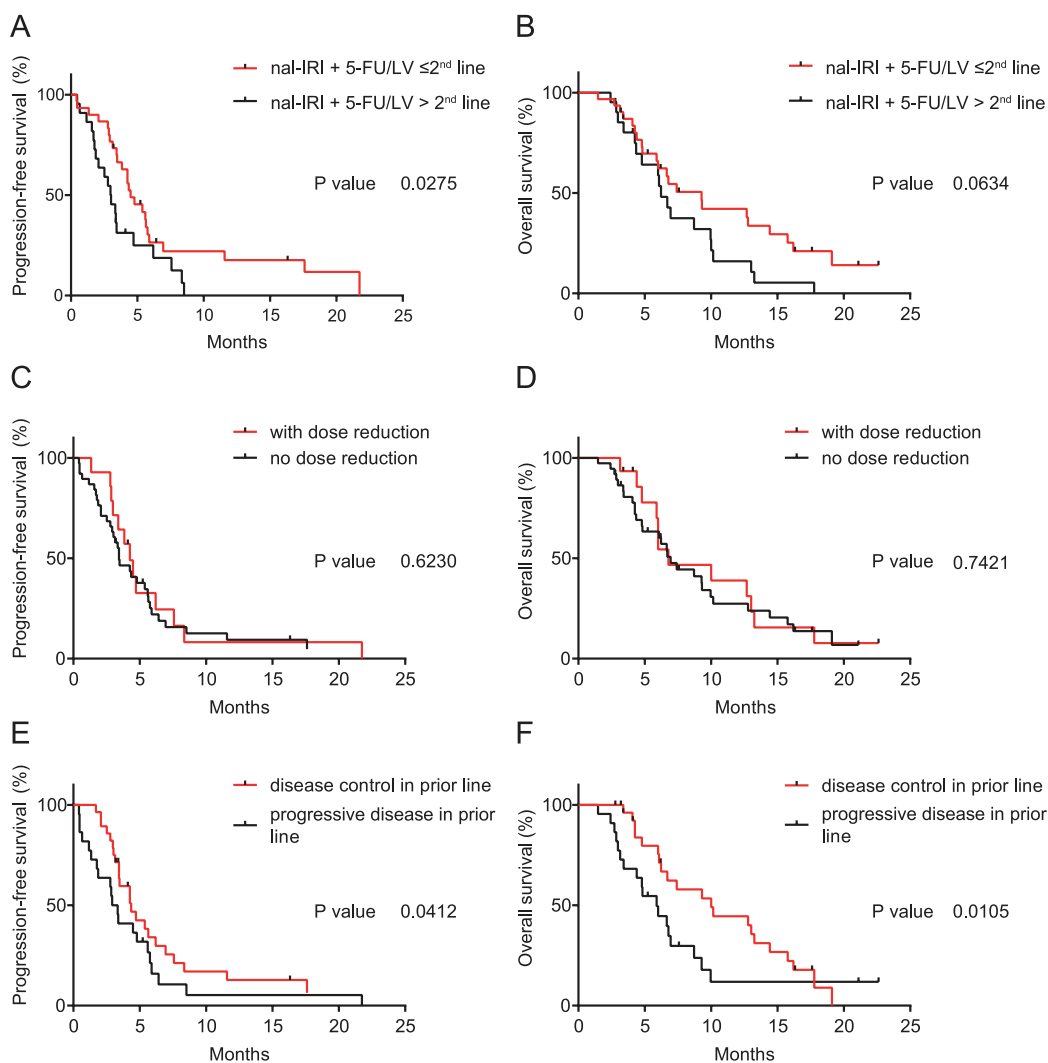 A
Progression-free survival (%)
nal-IRI + 5-FU/LV ≤2nd line
nal-IRI + 5-FU/LV > 2nd line
P value 0.0275
100
50
0
0 5 10 15 20 25
Months
B
Overall survival (%)
nal-IRI + 5-FU/LV ≤2nd line
nal-IRI + 5-FU/LV > 2nd line
P value 0.0634
100
50
0
0 5 10 15 20 25
Months
C
Progression-free survival (%)
with dose reduction
no dose reduction
P value 0.6230
100
50
0
0 5 10 15 20 25
Months
D
Overall survival (%)
with dose reduction
no dose reduction
P value 0.7421
100
50
0
0 5 10 15 20 25
Months
E
Progression-free survival (%)
disease control in prior line
progressive disease in prior
line
P value 0.0412
100
50
0
0 5 10 15 20 25
Months
F
Overall survival (%)
disease control in prior line
progressive disease in prior
line
P value 0.0105
100
50
0
0 5 10 15 20 25
Months